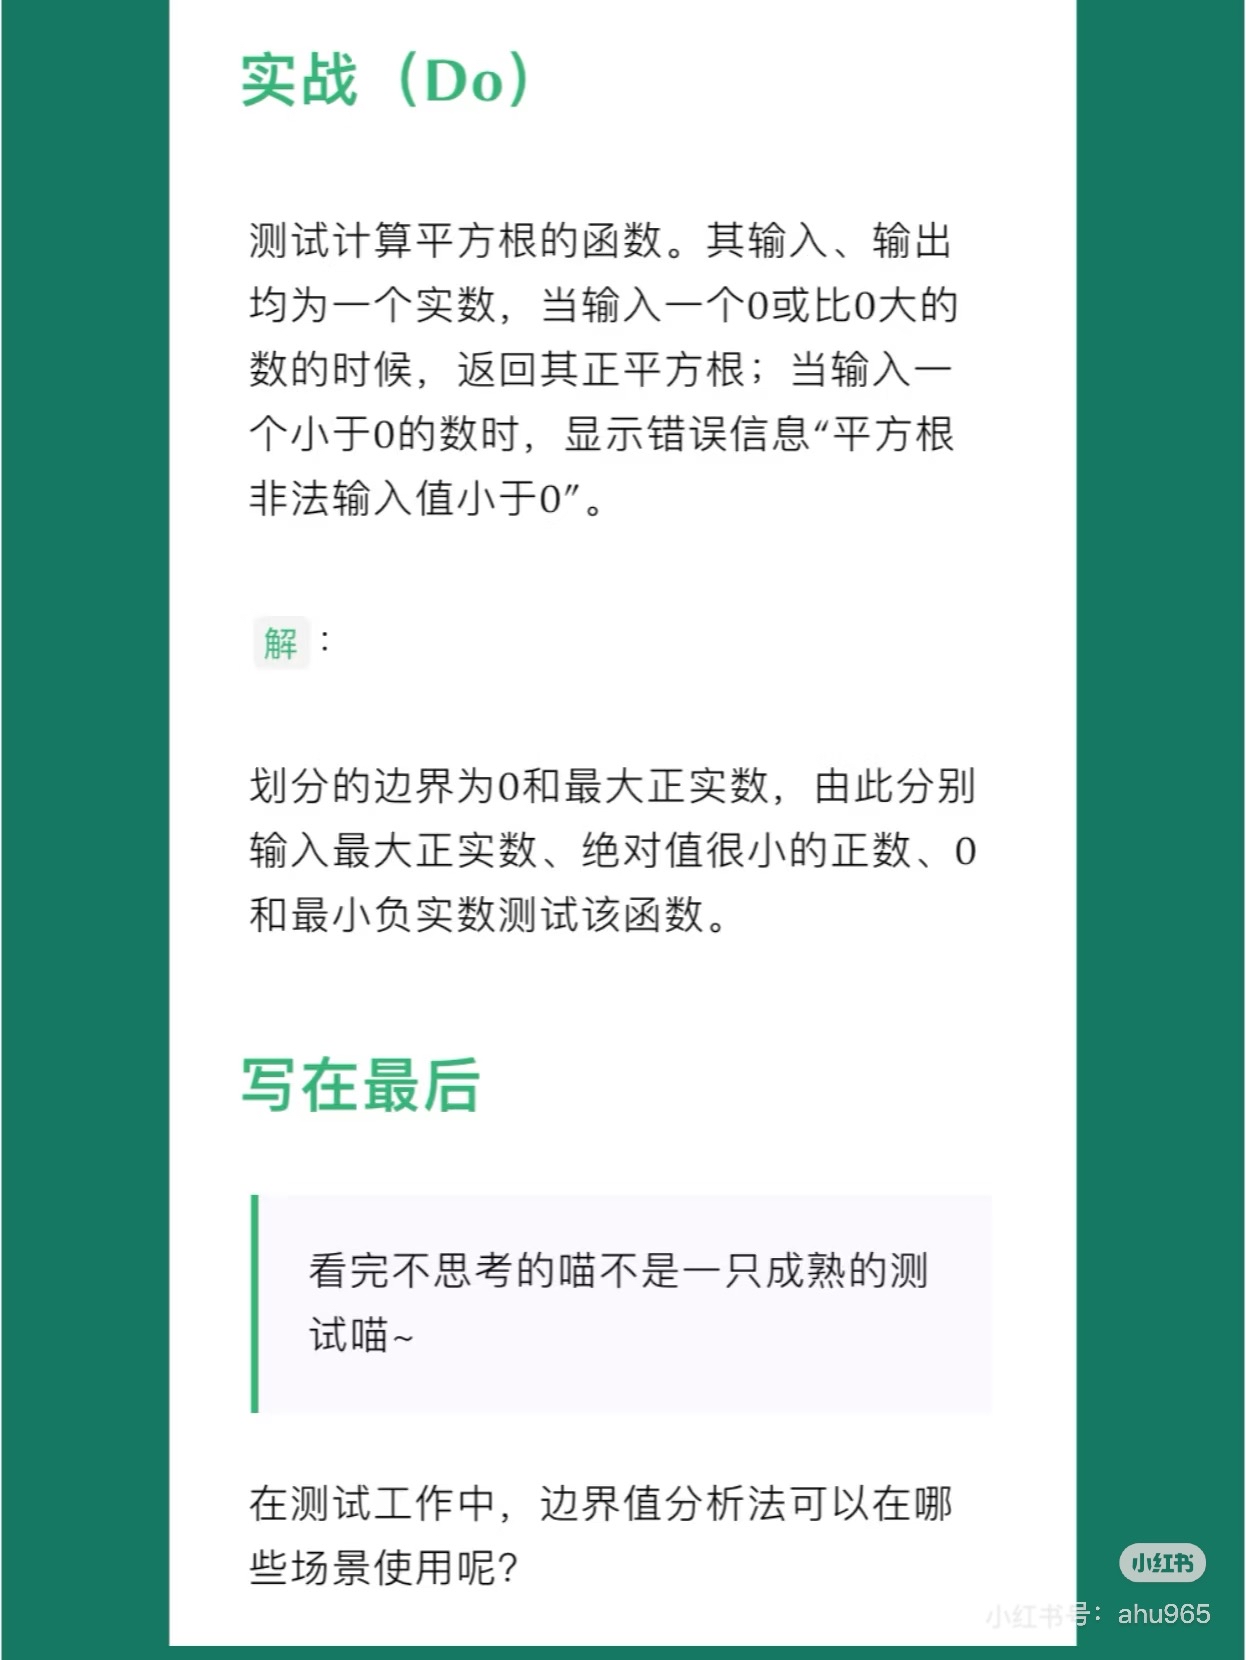 实战（Do）
测试计算平方根的函数。其输入、输出
均为一个实数，当输入一个0或比0大的
数的时候，返回其正平方根；当输入一
个小于0的数时，显示错误信息“平方根
非法输入值小于0”。
解：
划分的边界为0和最大正实数，由此分别
输入最大正实数、绝对值很小的正数、0
和最小负实数测试该函数。
写在最后
看完不思考的喵不是一只成熟的测
试喵~
在测试工作中，边界值分析法可以在哪
些场景使用呢？
小红书
小红书号：ahu965